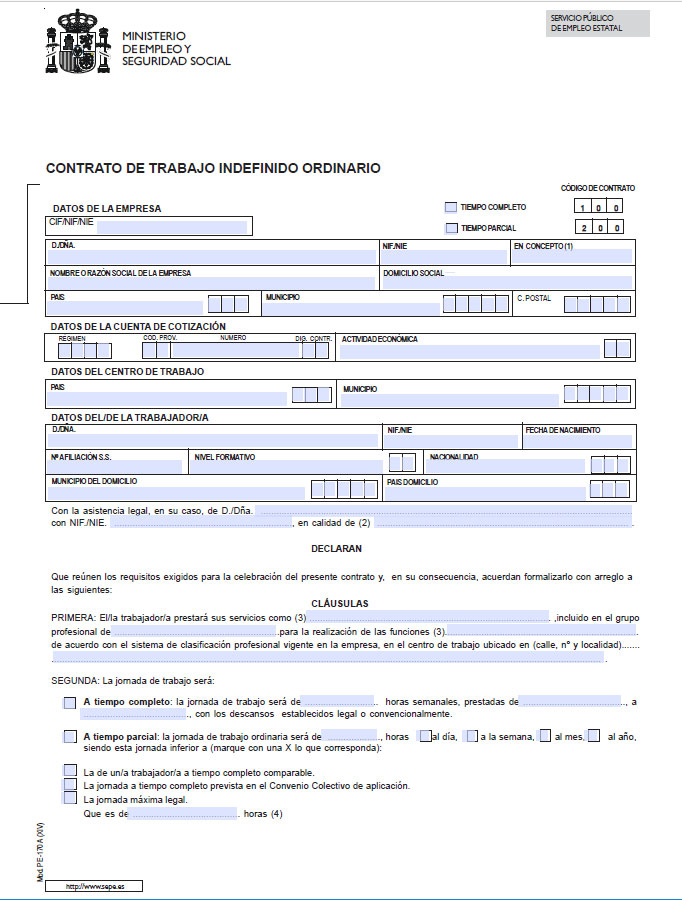 MINISTERIO
DE EMPLEO Y
SEGURIDAD SOCIAL
SERVICIO PÚBLICO
DE EMPLEO ESTATAL
CONTRATO DE TRABAJO INDEFINIDO ORDINARIO
CÓDIGO DE CONTRATO
DATOS DE LA EMPRESA
TIEMPO COMPLETO 1 0 0
CIF/NIF/NIE
TIEMPO PARCIAL 2 0 0
D./DÑA. NIF./NIE EN CONCEPTO (1)
NOMBRE O RAZÓN SOCIAL DE LA EMPRESA DOMICILIO SOCIAL
PAIS MUNICIPIO C. POSTAL
DATOS DE LA CUENTA DE COTIZACIÓN
RÉGIMEN COD. PROV. NUMERO DIG. CONTR. ACTIVIDAD ECONÓMICA
DATOS DEL CENTRO DE TRABAJO
PAIS MUNICIPIO
DATOS DEL/DE LA TRABAJADOR/A
D./DÑA. NIF./NIE FECHA DE NACIMIENTO
Nº AFILIACIÓN S.S. NIVEL FORMATIVO NACIONALIDAD
MUNICIPIO DEL DOMICILIO PAIS DOMICILIO
Con la asistencia legal, en su caso, de D./Dña.
con NIF./NIE. , en calidad de (2) .
DECLARAN
Que reúnen los requisitos exigidos para la celebración del presente contrato y, en su consecuencia, acuerdan formalizarlo con arreglo a
las siguientes:
CLÁUSULAS
PRIMERA: El/la trabajador/a prestará sus servicios como (3) ,incluido en el grupo
profesional de .para la realización de las funciones (3) .
de acuerdo con el sistema de clasificación profesional vigente en la empresa, en el centro de trabajo ubicado en (calle, nº y localidad).......
.
SEGUNDA: La jornada de trabajo será:
A tiempo completo: la jornada de trabajo será de .. horas semanales, prestadas de .., a
.., con los descansos establecidos legal o convencionalmente.
A tiempo parcial: la jornada de trabajo ordinaria será de .., horas al día, a la semana, al mes, al año,
siendo esta jornada inferior a (marque con una X lo que corresponda):
La de un/a trabajador/a a tiempo completo comparable.
La jornada a tiempo completo prevista en el Convenio Colectivo de aplicación.
La jornada máxima legal.
Que es de . horas (4)
Mod. PE-170 A (XXV)
http://www.sepe.es